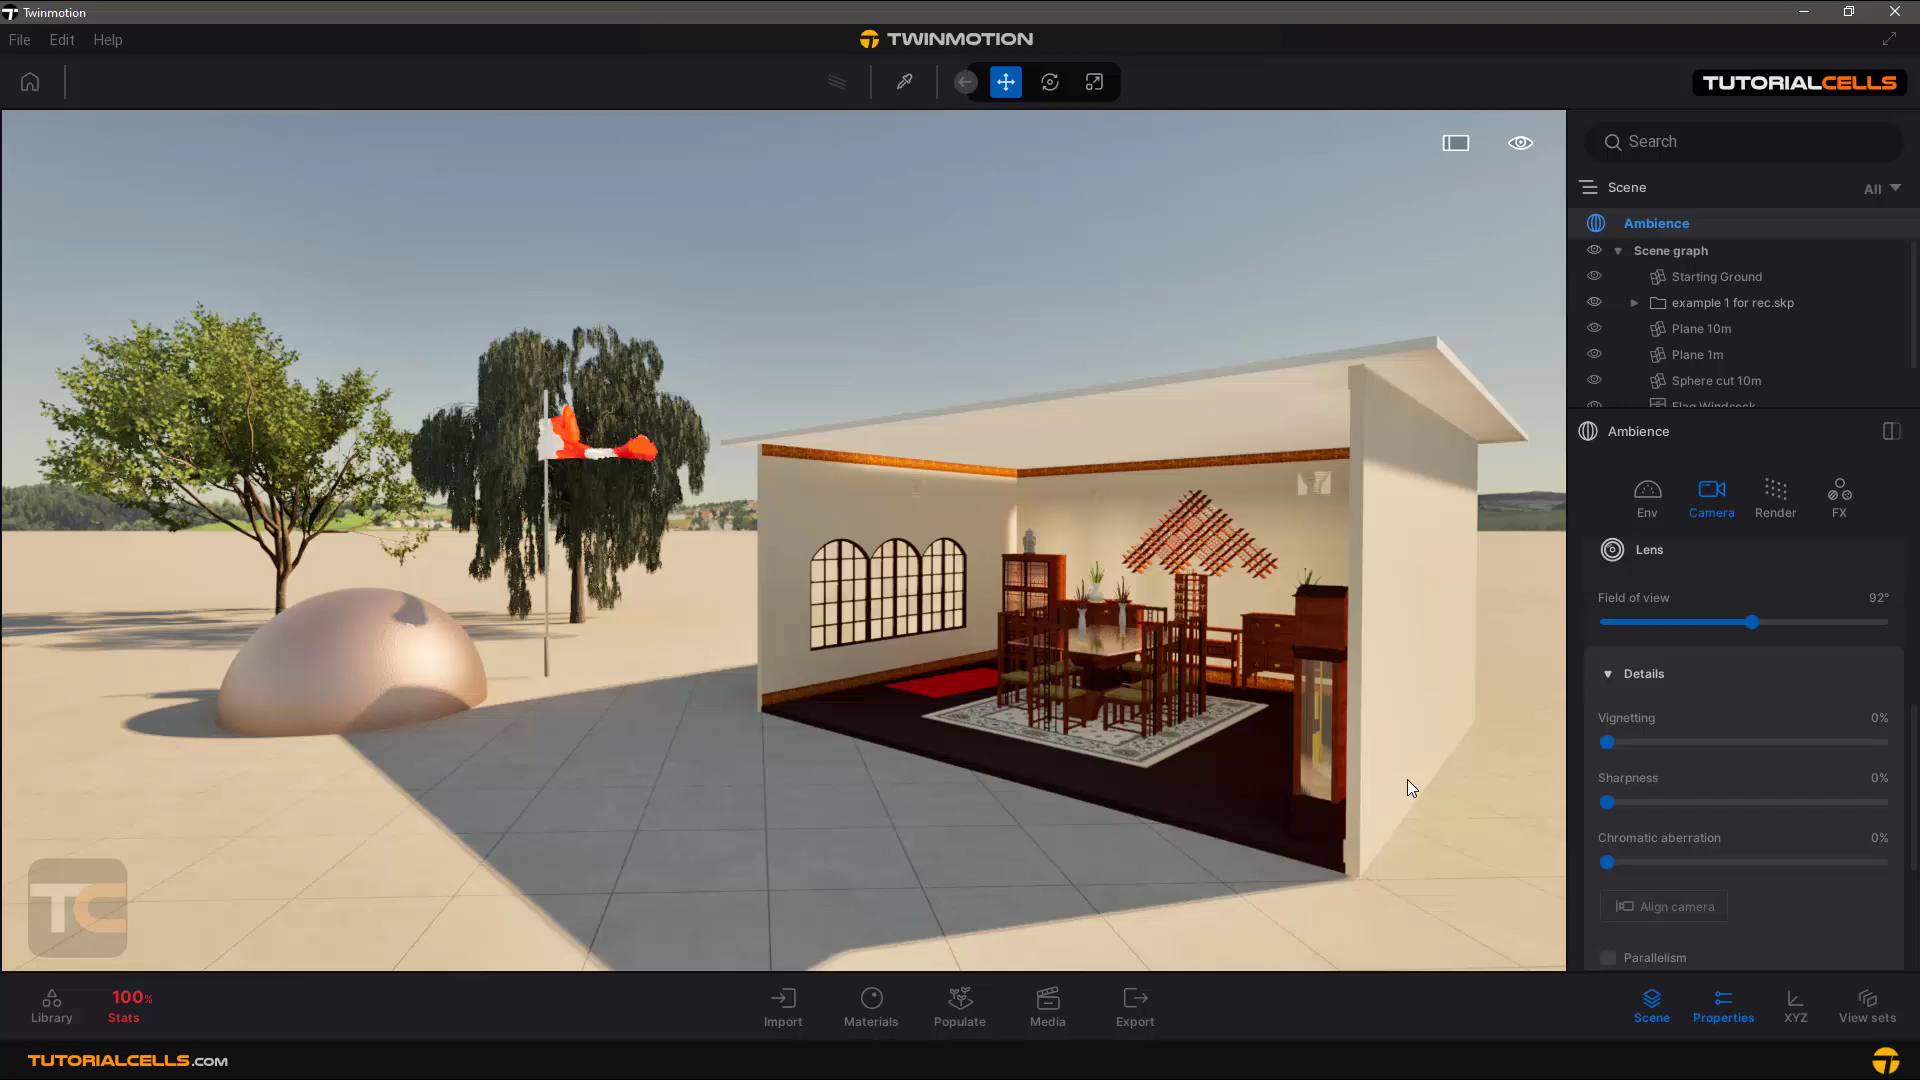 Twinmotion
File Edit Help
TWINMOTION
TUTORIALCELLS
Search
Scene All
Ambience
Scene graph
Starting Ground
example 1 for rec.skp
Plane 10m
Plane 1m
Sphere cut 10m
Flag Windsock
Ambience
Env Camera Render FX
Lens
Field of view 92°
Details
Vignetting 0%
Sharpness 0%
Chromatic aberration 0%
Align camera
Parallelism
TC
Library 100% Stats Import Materials Populate Media Export Scene Properties XYZ View sets
TUTORIALCELLS.COM